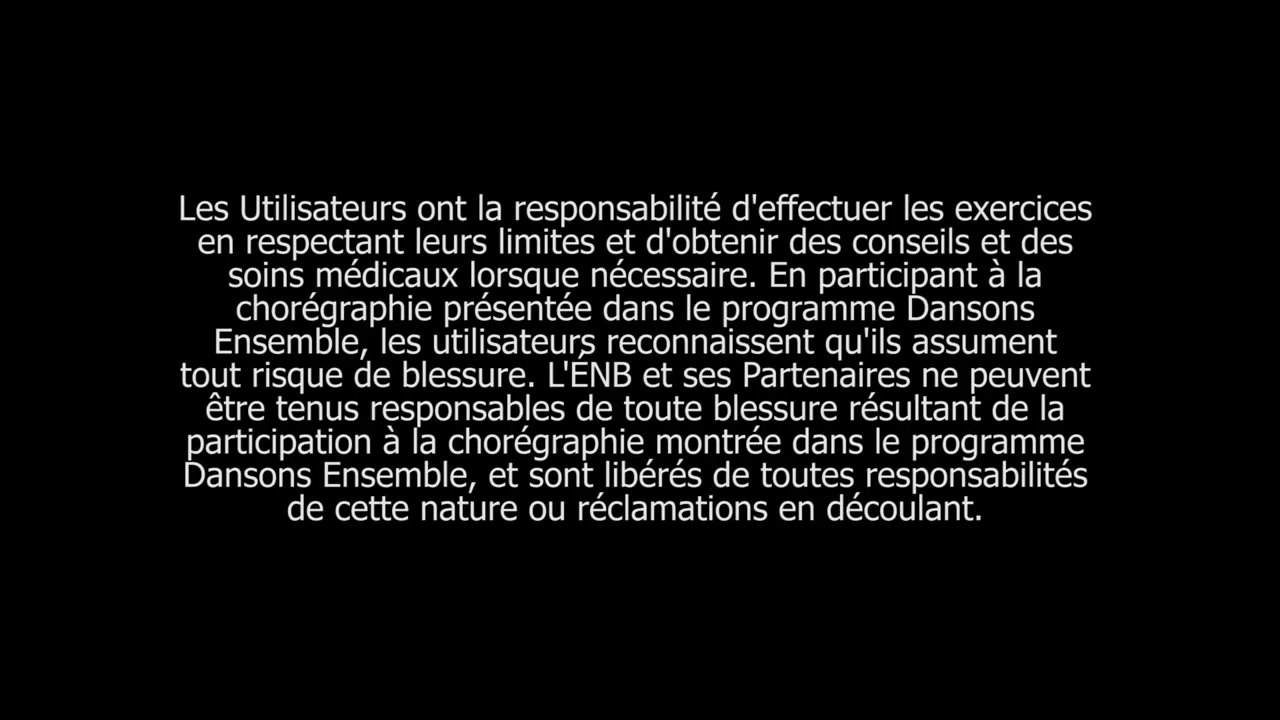 Les Utilisateurs ont la responsabilité d'effectuer les exercices
en respectant leurs limites et d'obtenir des conseils et des
soins médicaux lorsque nécessaire. En participant à la
chorégraphie présentée dans le programme Dansons
Ensemble, les utilisateurs reconnaissent qu'ils assument
tout risque de blessure. L'ÉNB et ses Partenaires ne peuvent
être tenus responsables de toute blessure résultant de la
participation à la chorégraphie montrée dans le programme
Dansons Ensemble, et sont libérés de toutes responsabilités
de cette nature ou réclamations en découlant.